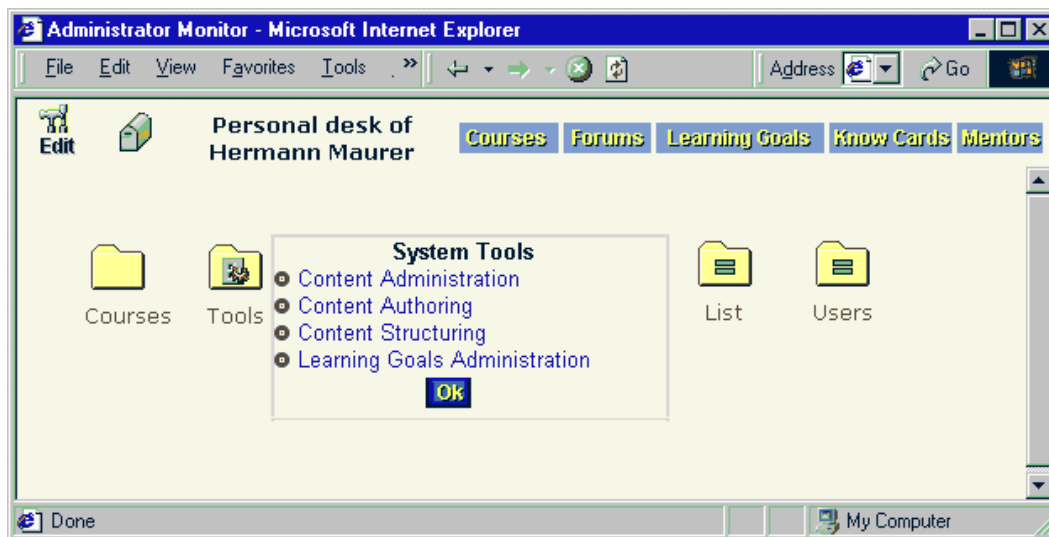 Administrator Monitor - Microsoft Internet Explorer
File Edit View Favorites Tools » Address Go
Edit
Personal desk of
Hermann Maurer
Courses Forums Learning Goals Know Cards Mentors
System Tools
Content Administration
Content Authoring
Content Structuring
Learning Goals Administration
Ok
Courses Tools List Users
Done My Computer